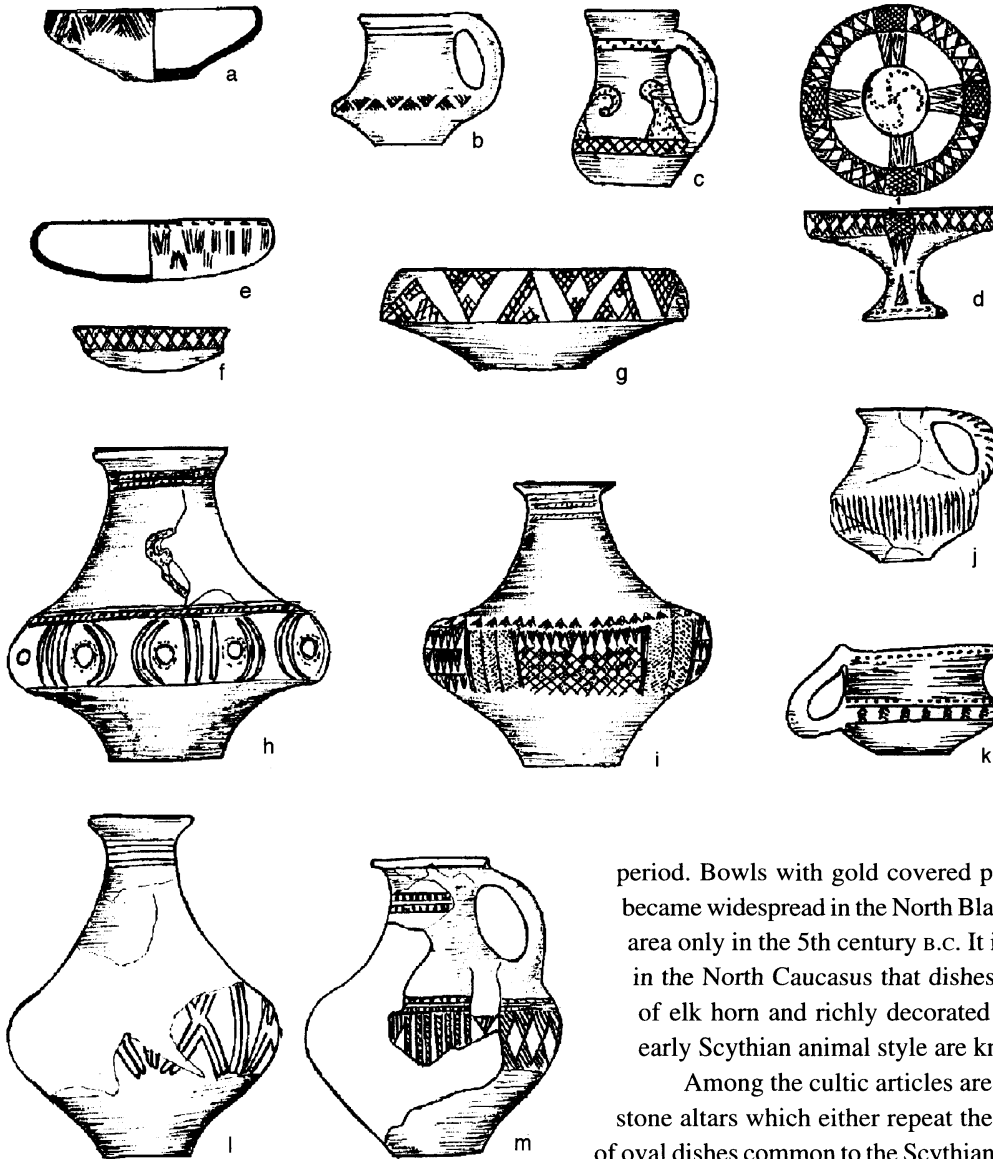 a
b
c
d
e
f
g
h
i
j
k
l
m
period. Bowls with gold covered p
became widespread in the North Bla
area only in the 5th century B.C. It i
in the North Caucasus that dishes
of elk horn and richly decorated
early Scythian animal style are kn
Among the cultic articles are
stone altars which either repeat the
of oval dishes common to the Scythian